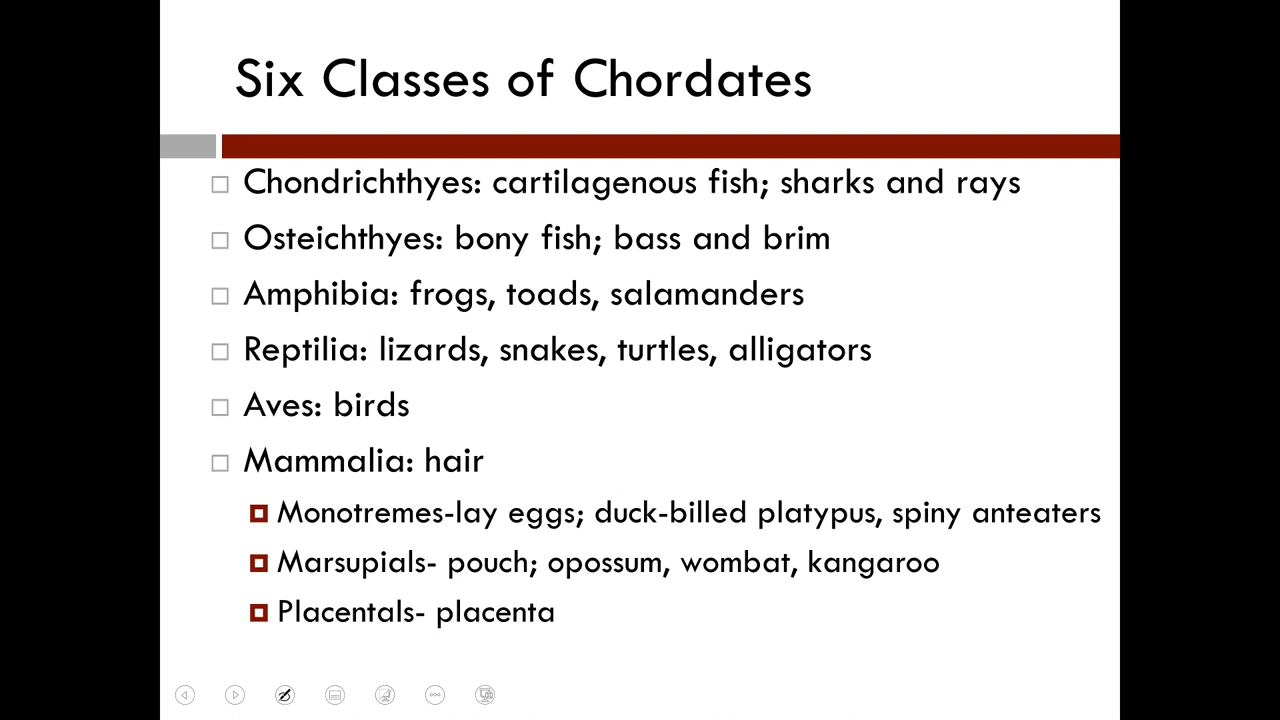 Six Classes of Chordates
Chondrichthyes: cartilagenous fish; sharks and rays
Osteichthyes: bony fish; bass and brim
Amphibia: frogs, toads, salamanders
Reptilia: lizards, snakes, turtles, alligators
Aves: birds
Mammalia: hair
Monotremes-lay eggs; duck-billed platypus, spiny anteaters
Marsupials- pouch; opossum, wombat, kangaroo
Placentals- placenta